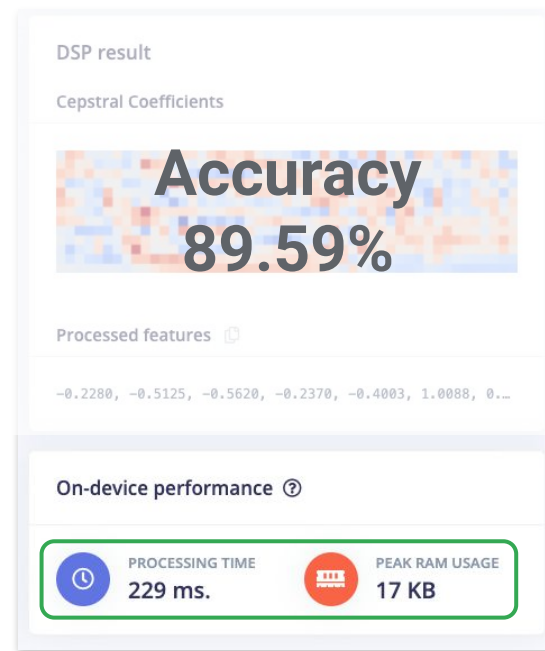 DSP result
Cepstral Coefficients
Accuracy
89.59%
Processed features
-0.2280, -0.5125, -0.5620, -0.2370, -0.4003, 1.0088, 0.…
On-device performance
PROCESSING TIME
229 ms.
PEAK RAM USAGE
17 KB